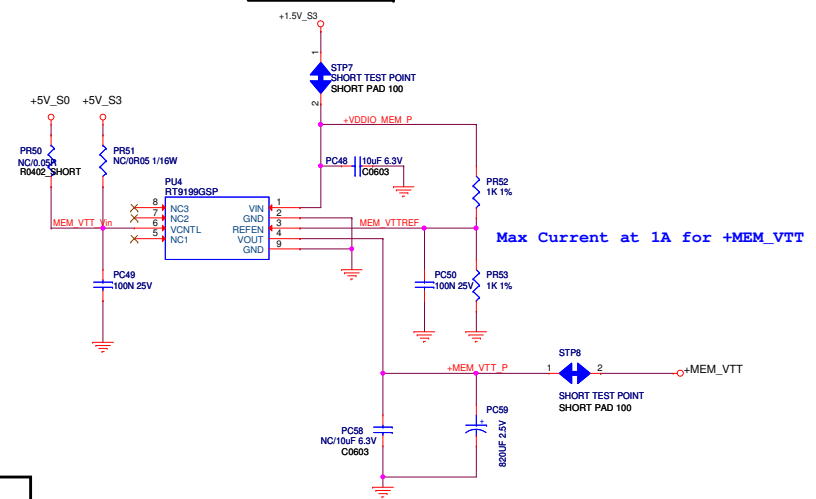 +1.5V_S3
1
STP7
SHORT TEST POINT
SHORT PAD 100
2
+5V_S0
+5V_S3
+VDDIO_MEM_P
PR50
NC/0.05R
R0402_SHORT
PR51
NC/0R05 1/16W
PC48
10uF 6.3V
C0603
PR52
1K 1%
PU4
RT9199GSP
8
NC3
VIN
1
7
NC2
GND
2
MEM_VTT_Vin
6
VCNTL
REFEN
3
MEM_VTTREF
5
NC1
VOUT
4
GND
9
Max Current at 1A for +MEM_VTT
PC49
100N 25V
PC50
100N 25V
PR53
1K 1%
STP8
+MEM_VTT_P
1
2
+MEM_VTT
SHORT TEST POINT
SHORT PAD 100
PC58
NC/10uF 6.3V
C0603
PC59
+
820UF 2.5V